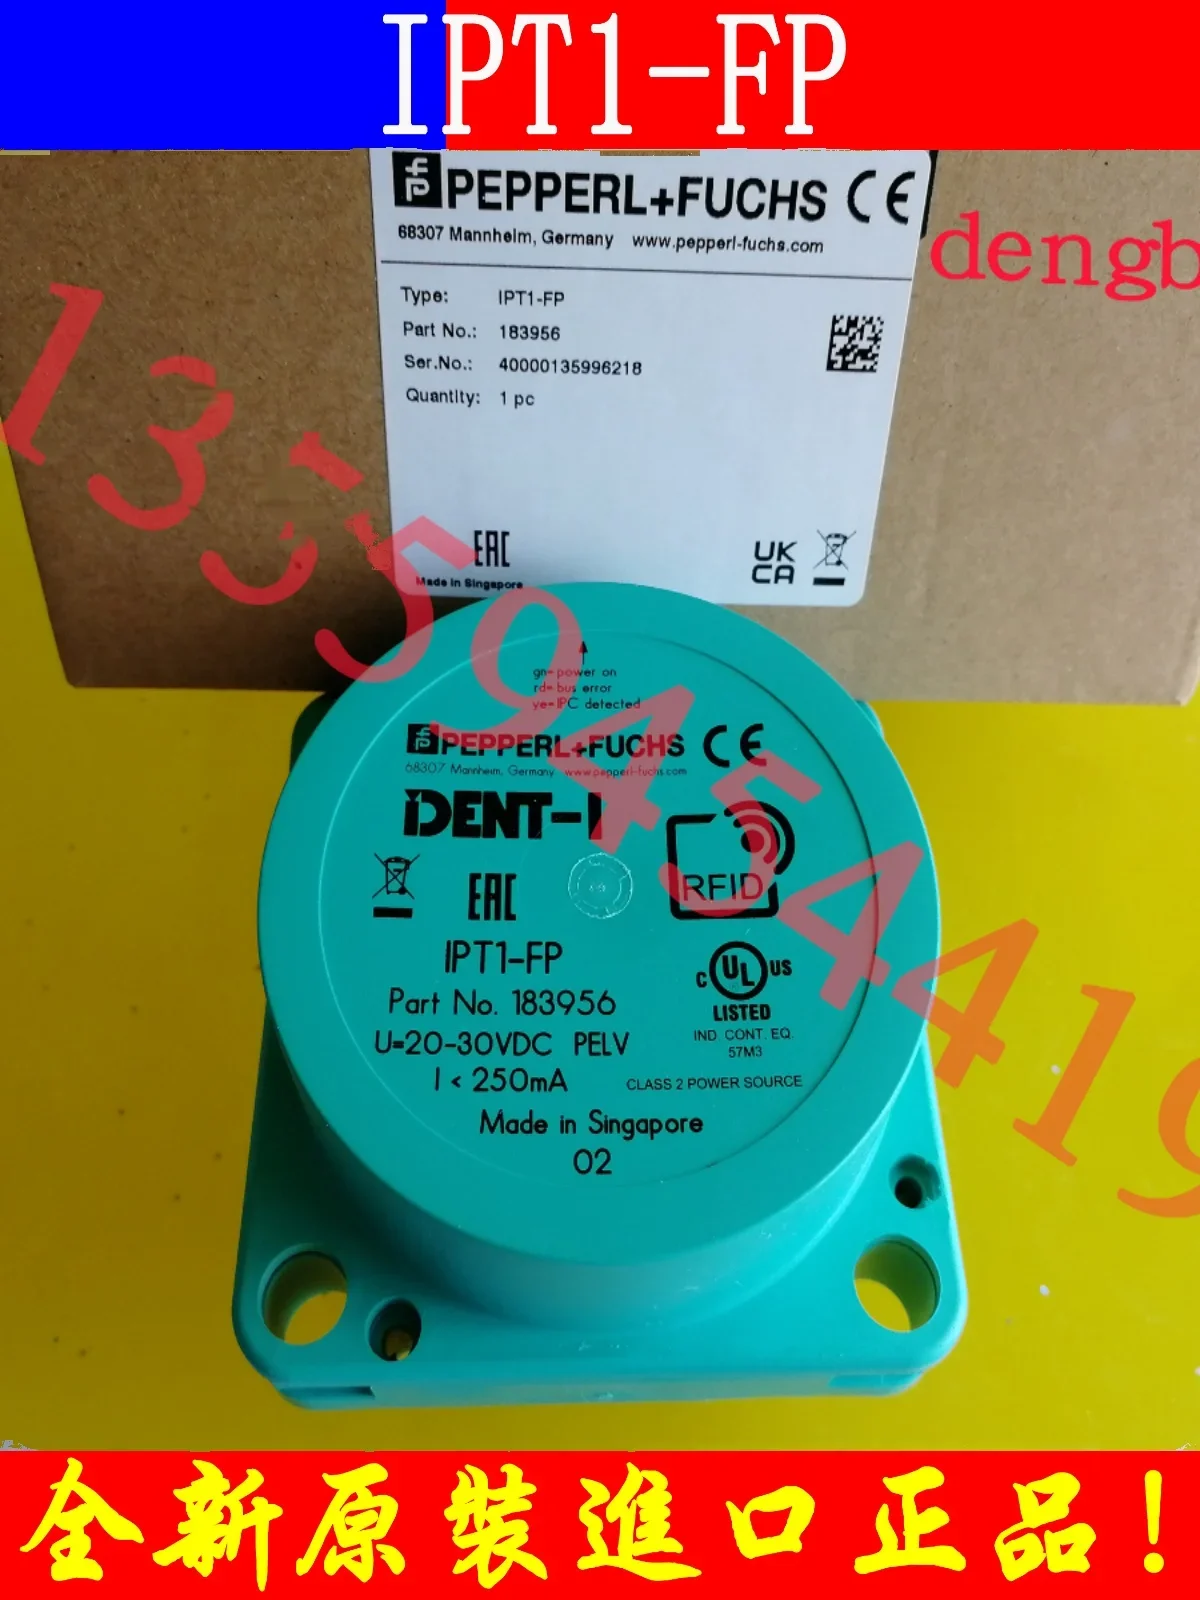 IPT1-FP
PEPPERL+FUCHS CE
68307 Mannheim, Germany www.pepperl-fuchs.com
dengb
Type: IPT1-FP
Part No.: 183956
Ser.No.: 40000135996218
Quantity: 1 pc
EAC
UK
CA
Made in Singapore
13559454419
gn=power on
rd=bus error
ye=IPC detected
PEPPERL+FUCHS CE
68307 Mannheim, Germany www.pepperl-fuchs.com
IDENT-I
RFID
EAC
IPT1-FP
C UL US
LISTED
Part No. 183956
IND. CONT. EQ.
57M3
U=20-30VDC PELV
I < 250mA
CLASS 2 POWER SOURCE
Made in Singapore
02
全新原裝進口正品!